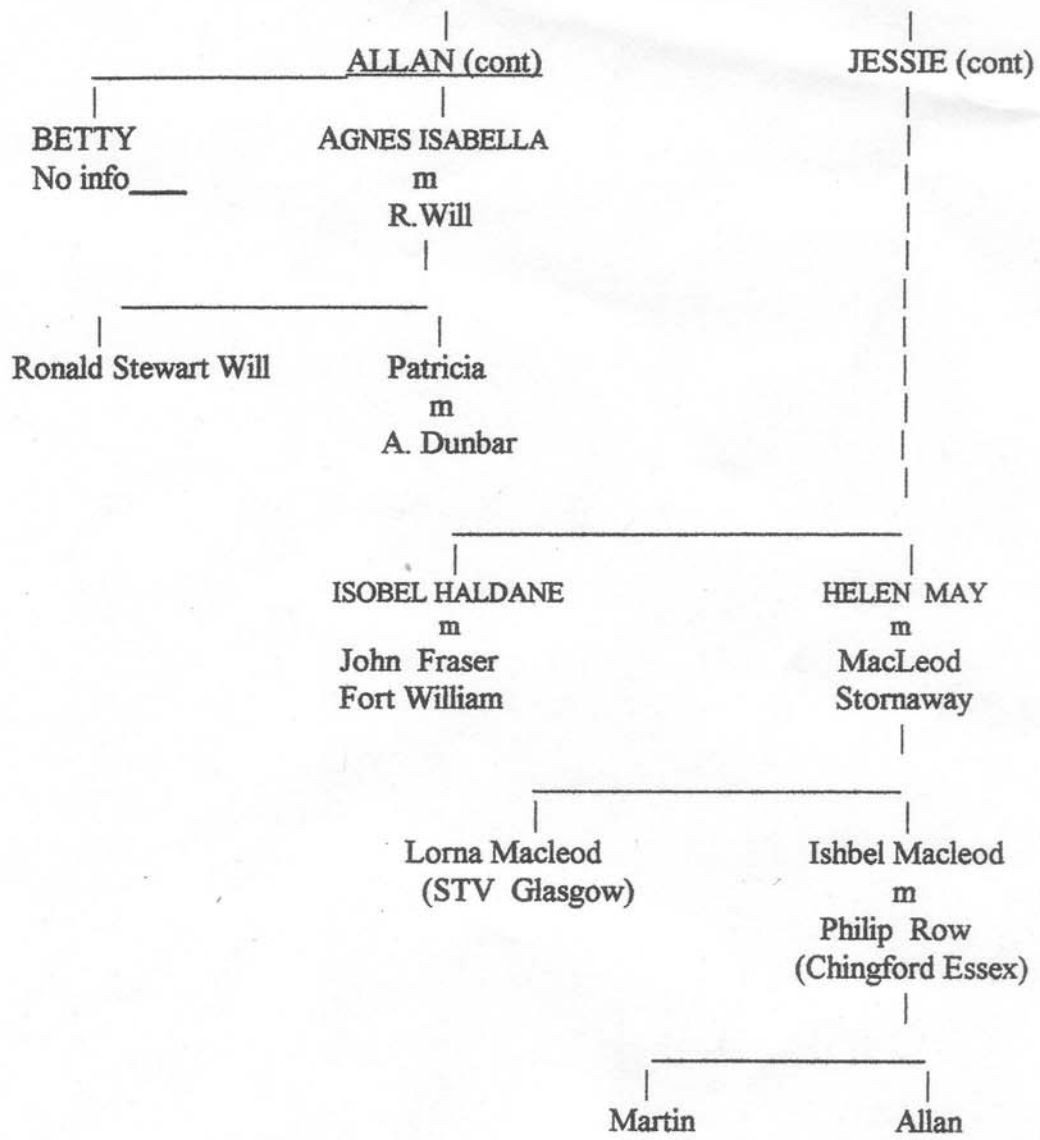 ALLAN (cont) JESSIE (cont)
BETTY AGNES ISABELLA
No info m
R.Will
Ronald Stewart Will Patricia
m
A. Dunbar
ISOBEL HALDANE HELEN MAY
m m
John Fraser MacLeod
Fort William Stornaway
Lorna Macleod Ishbel Macleod
(STV Glasgow) m
Philip Row
(Chingford Essex)
Martin Allan